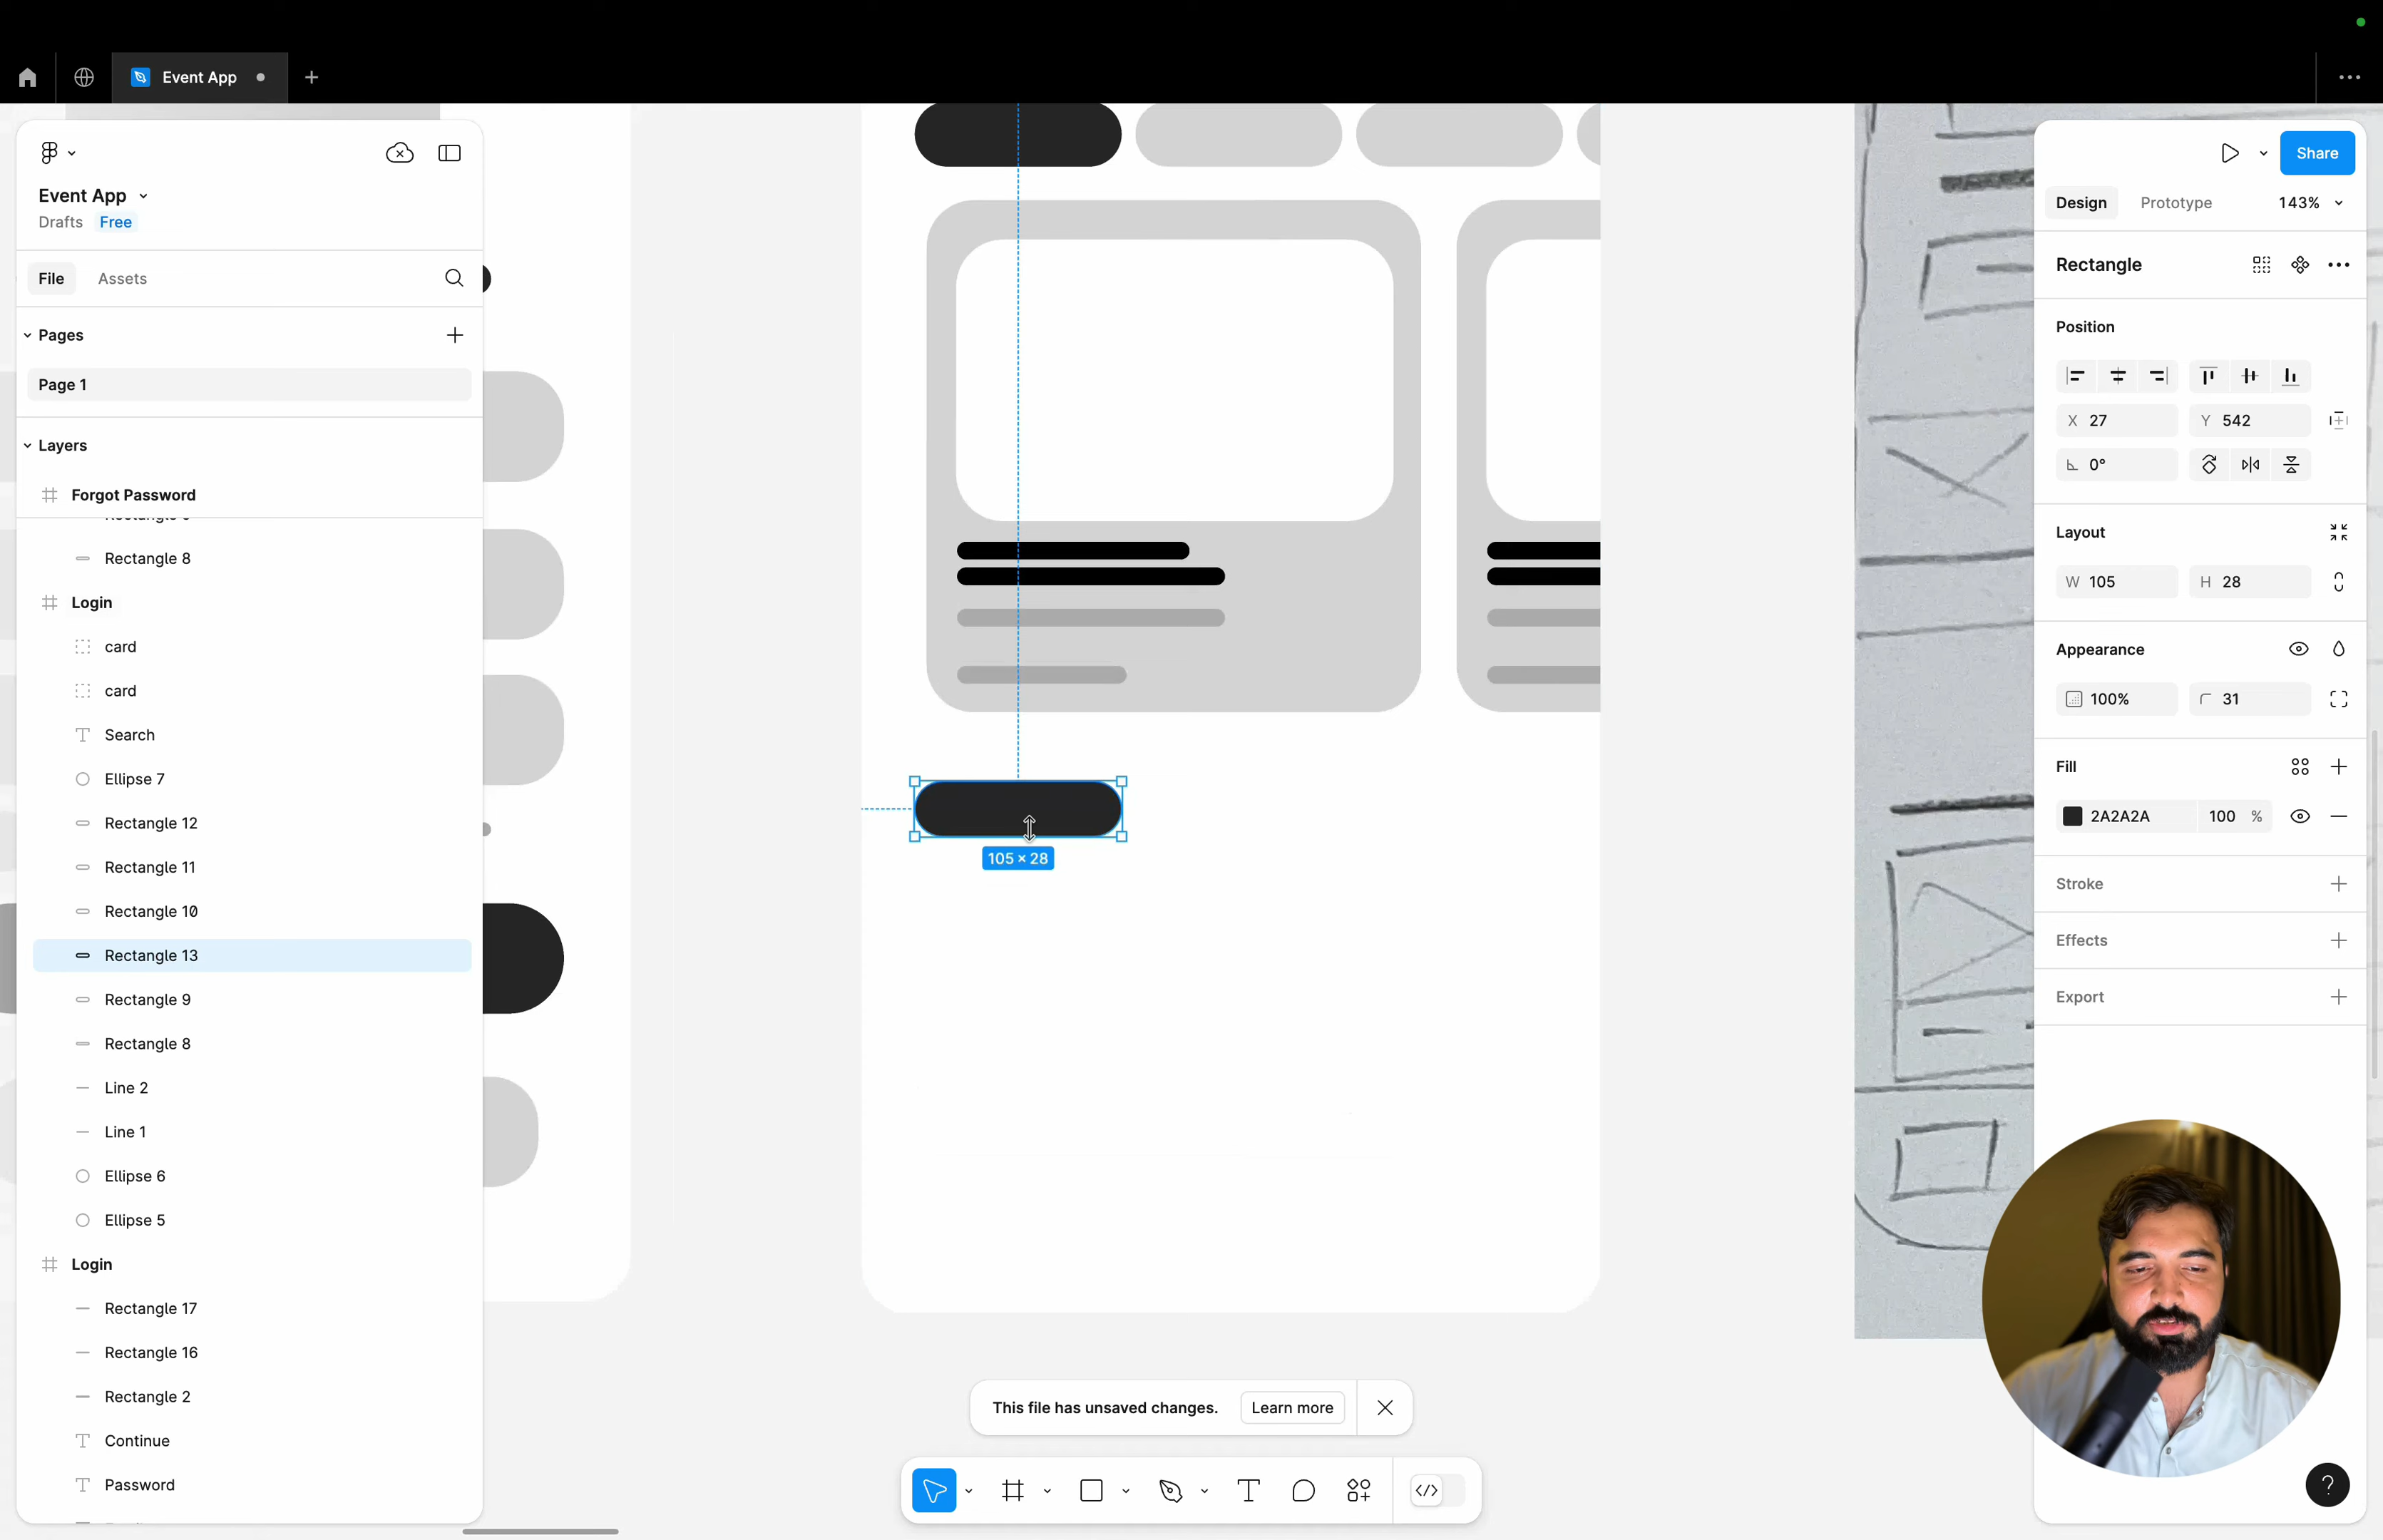 Event App
Event App
Drafts Free
File Assets
Pages
Page 1
Layers
Forgot Password
Rectangle 8
Login
card
card
Search
Ellipse 7
Rectangle 12
Rectangle 11
Rectangle 10
Rectangle 13
Rectangle 9
Rectangle 8
Line 2
Line 1
Ellipse 6
Ellipse 5
Login
Rectangle 17
Rectangle 16
Rectangle 2
Continue
Password
105 × 28
This file has unsaved changes. Learn more
Share
Design Prototype 143%
Rectangle
Position
X 27 Y 542
0°
Layout
W 105 H 28
Appearance
100% 31
Fill
2A2A2A 100 %
Stroke
Effects
Export
?